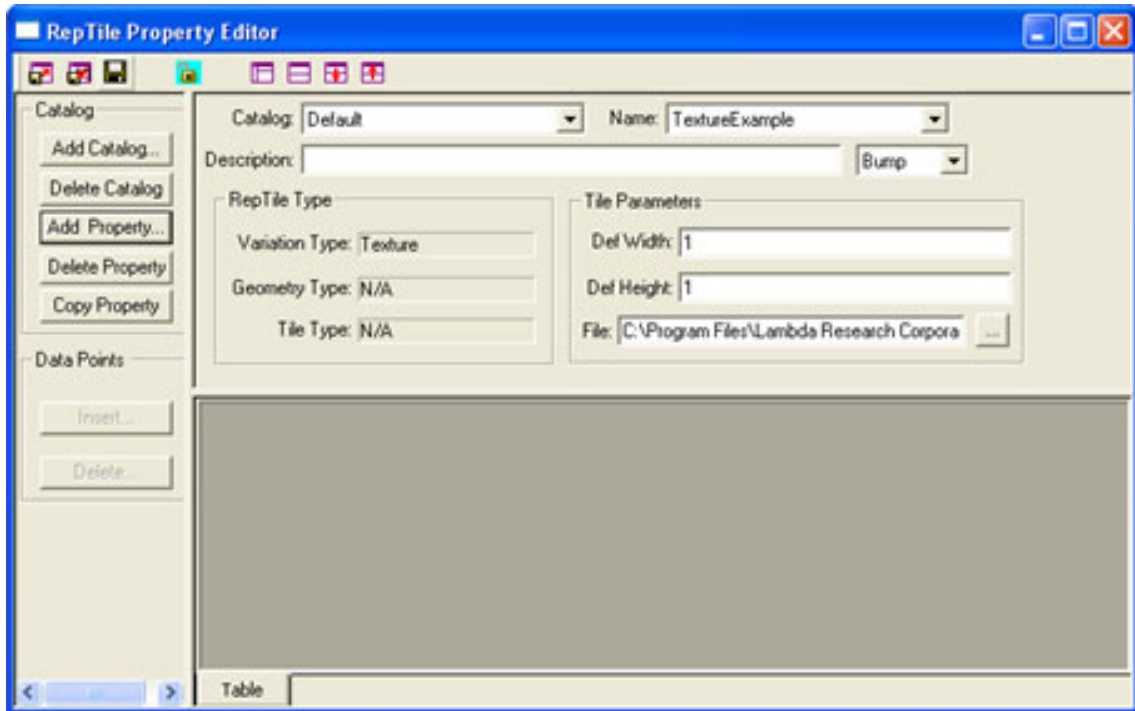 RepTile Property Editor
Catalog
Add Catalog...
Delete Catalog
Add Property...
Delete Property
Copy Property
Data Points
Insert...
Delete...
Catalog: Default
Name: TextureExample
Description:
Bump
RepTile Type
Variation Type: Texture
Geometry Type: N/A
Tile Type: N/A
Tile Parameters
Def Width: 1
Def Height: 1
File: C:\Program Files\Lambda Research Corpora
...
Table